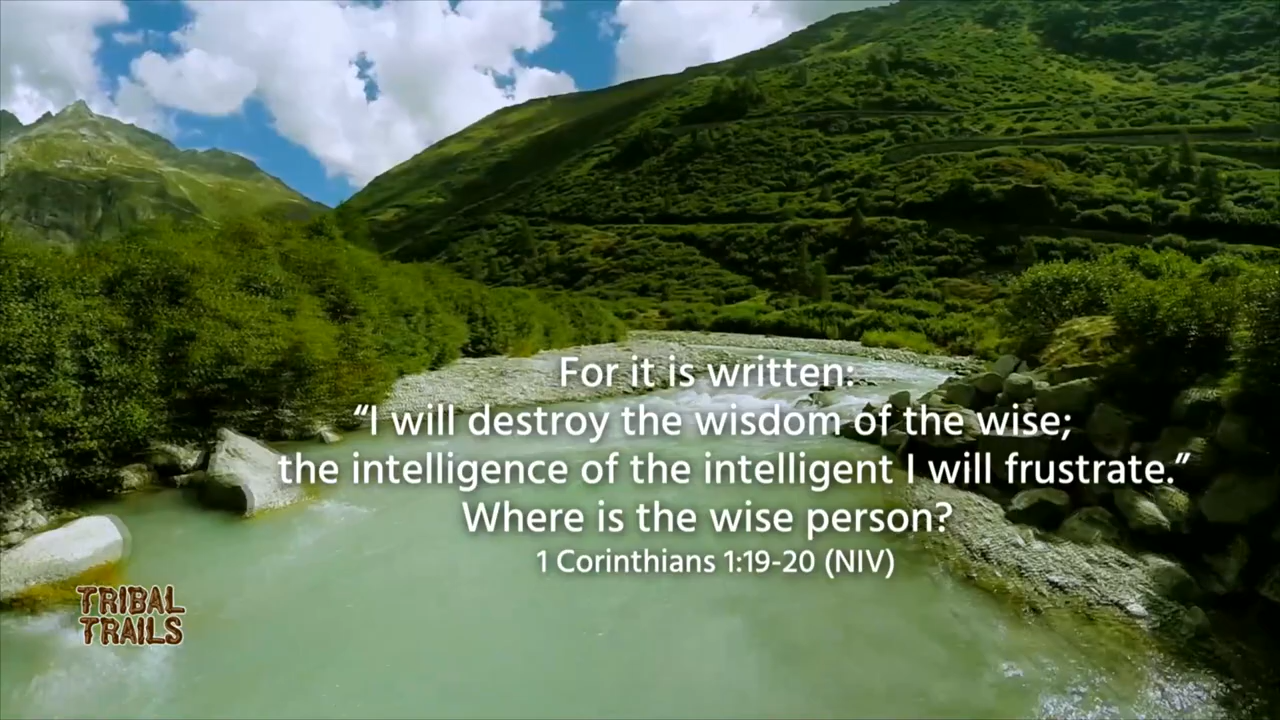 For it is written:
“I will destroy the wisdom of the wise;
the intelligence of the intelligent I will frustrate.”
Where is the wise person?
1 Corinthians 1:19-20 (NIV)
TRIBAL
TRAILS